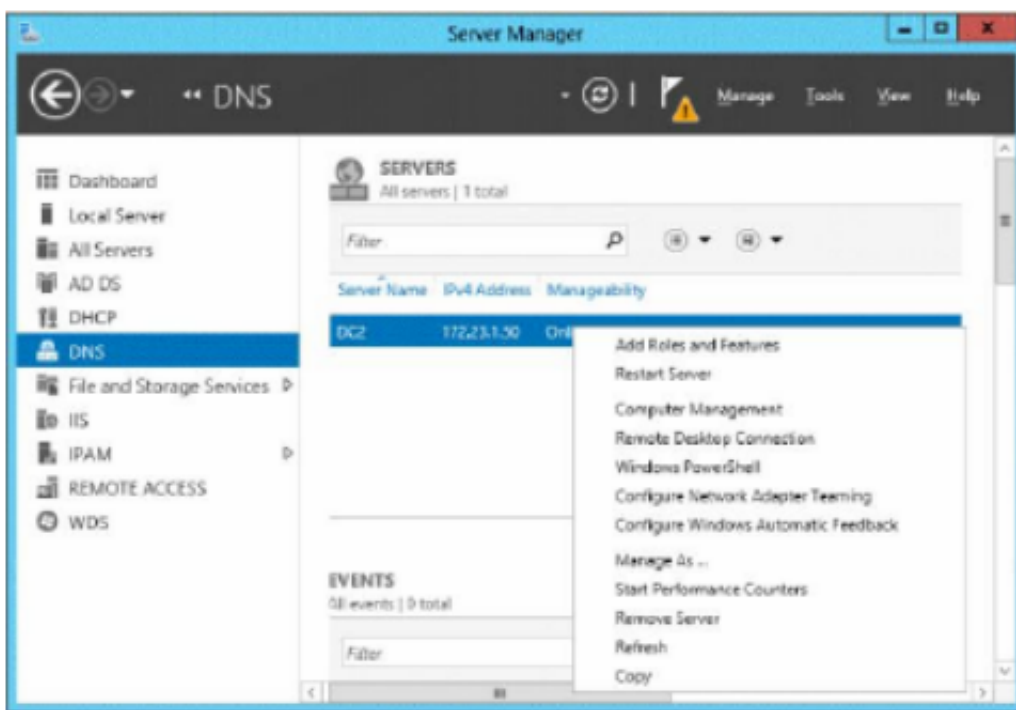 Server Manager
DNS
Manage Tools View Help
Dashboard
Local Server
All Servers
AD DS
DHCP
DNS
File and Storage Services
IIS
IPAM
REMOTE ACCESS
WDS
SERVERS
All servers | 1 total
Filter
Server Name IPv4 Address Manageability
DC2 172.23.1.50 Onl
Add Roles and Features
Restart Server
Computer Management
Remote Desktop Connection
Windows PowerShell
Configure Network Adapter Teaming
Configure Windows Automatic Feedback
Manage As ...
Start Performance Counters
Remove Server
Refresh
Copy
EVENTS
All events | 0 total
Filter